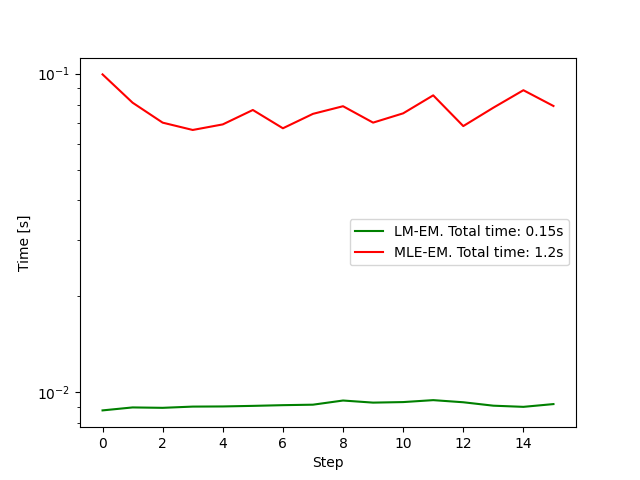 10⁻¹
10⁻²
Time [s]
LM-EM. Total time: 0.15s
MLE-EM. Total time: 1.2s
0 2 4 6 8 10 12 14
Step